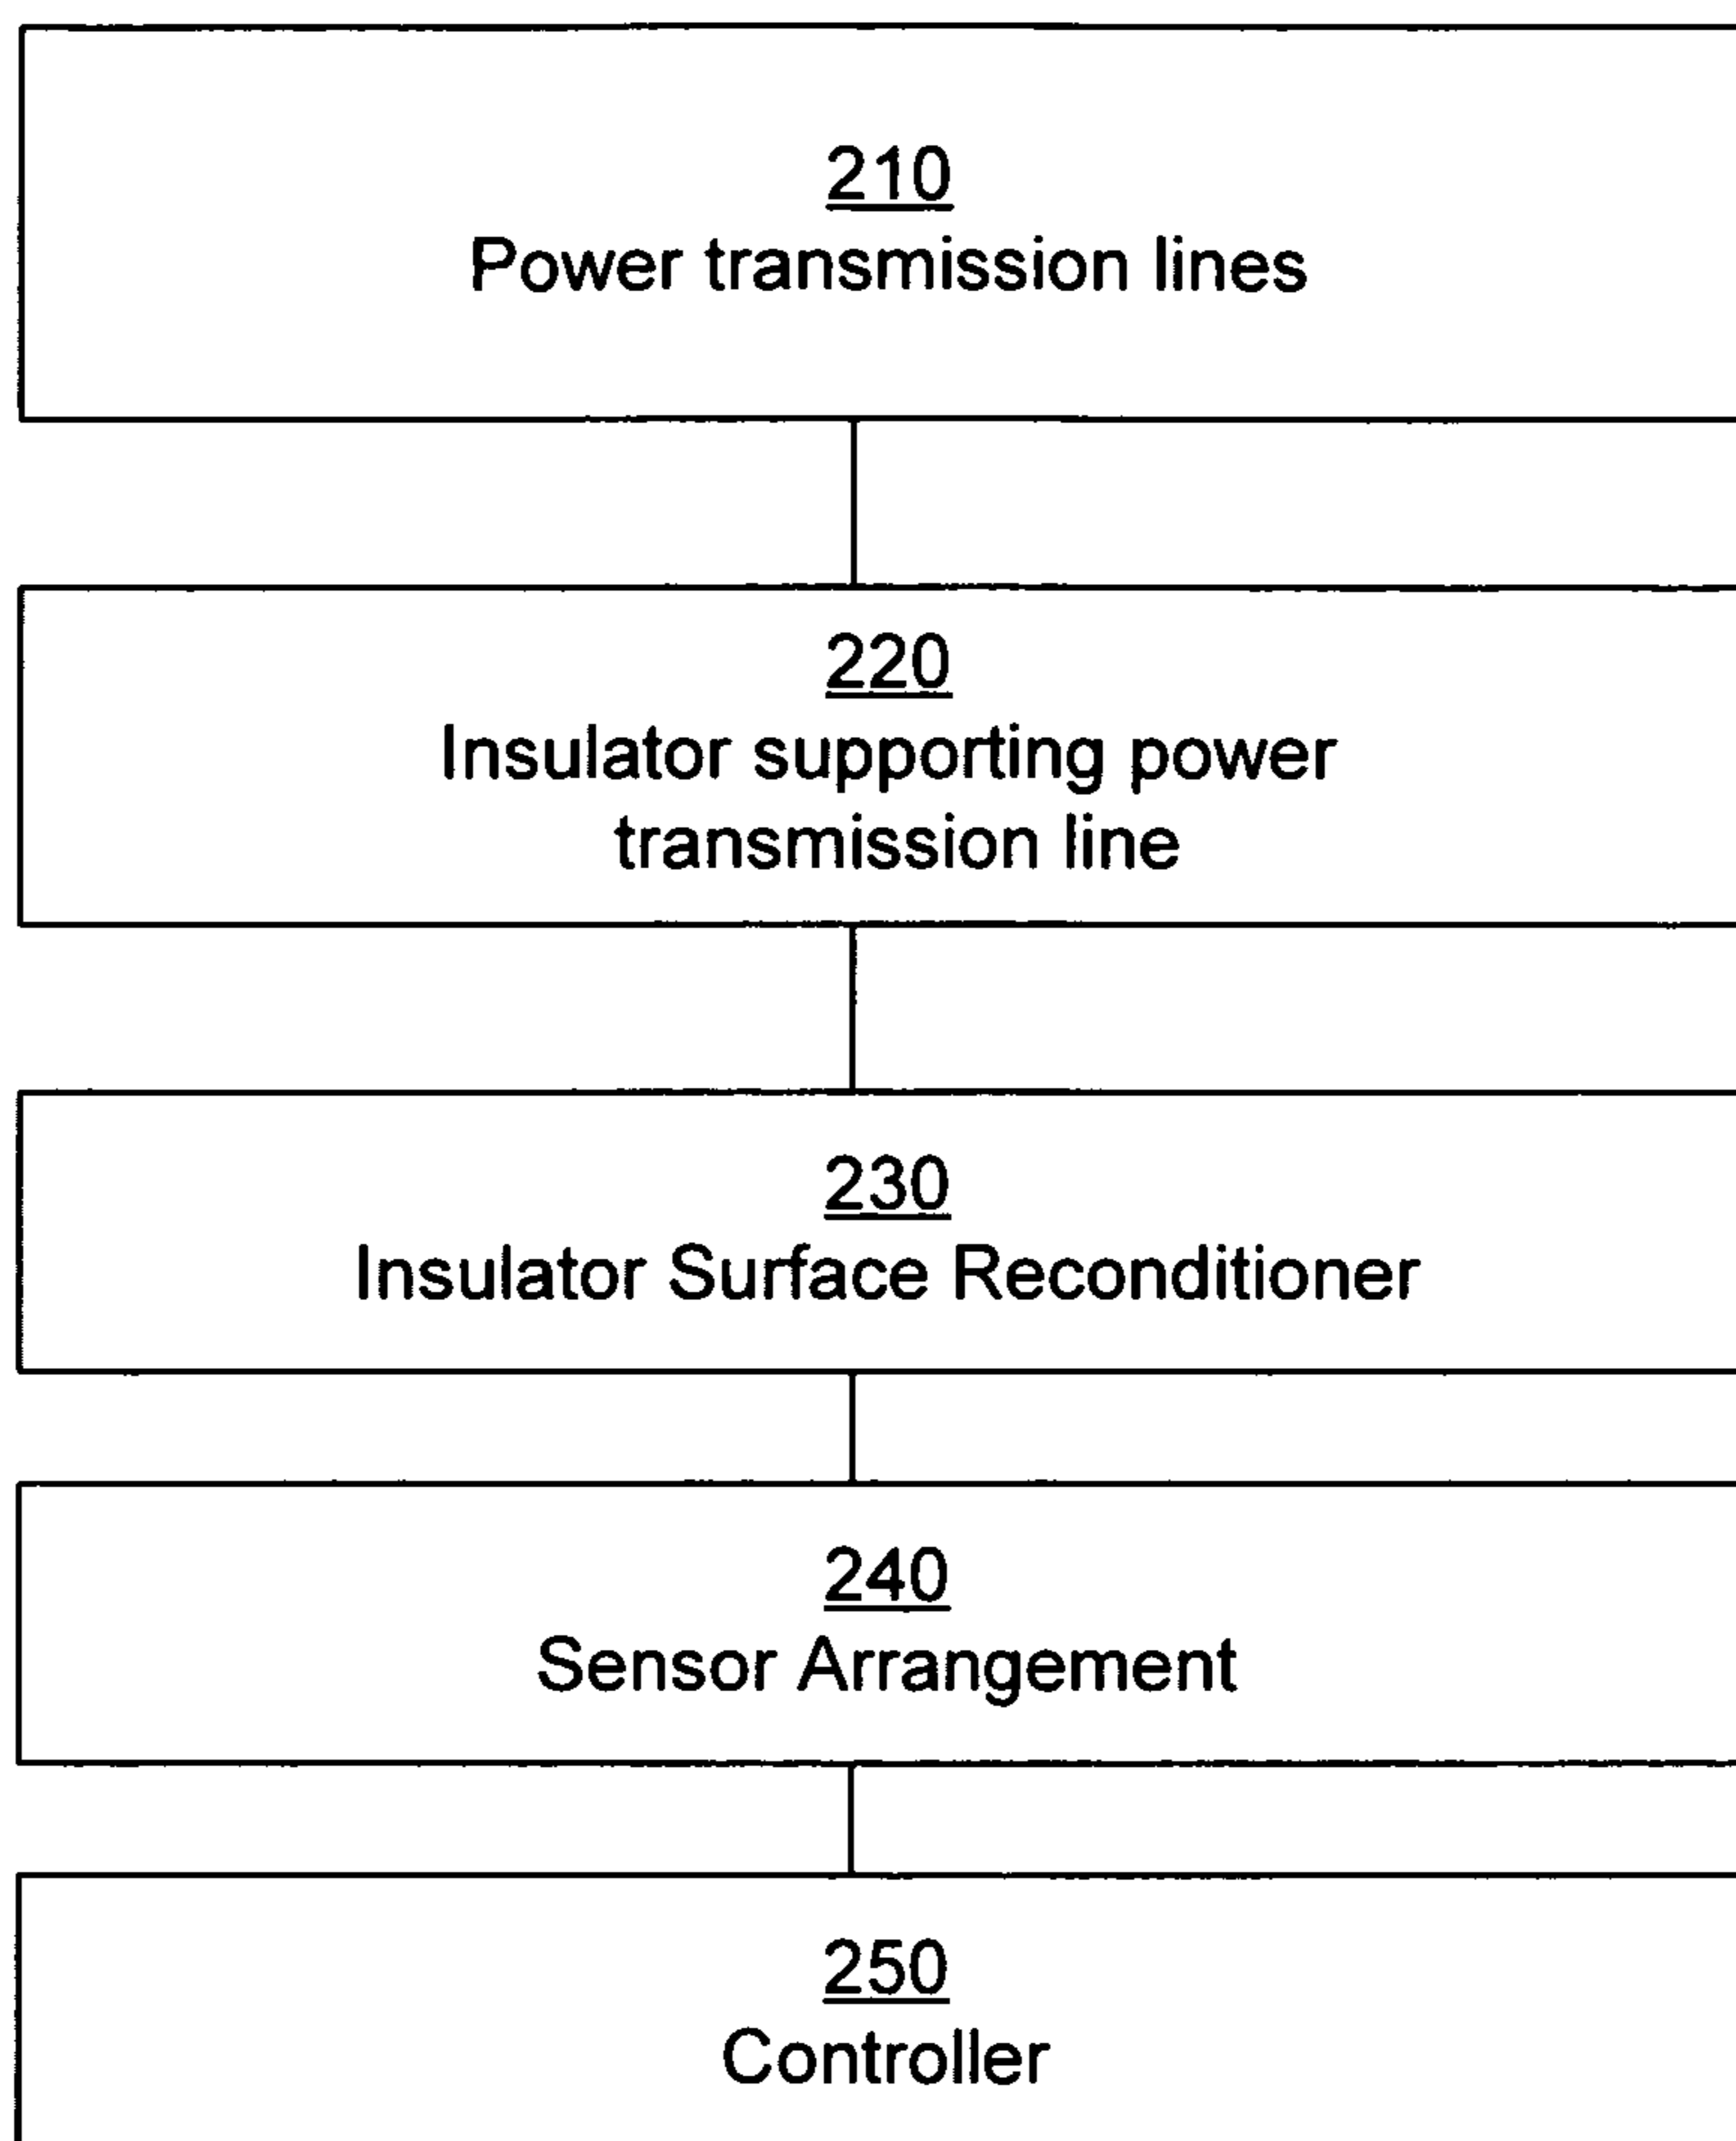 210
Power transmission lines
220
Insulator supporting power
transmission line
230
Insulator Surface Reconditioner
240
Sensor Arrangement
250
Controller